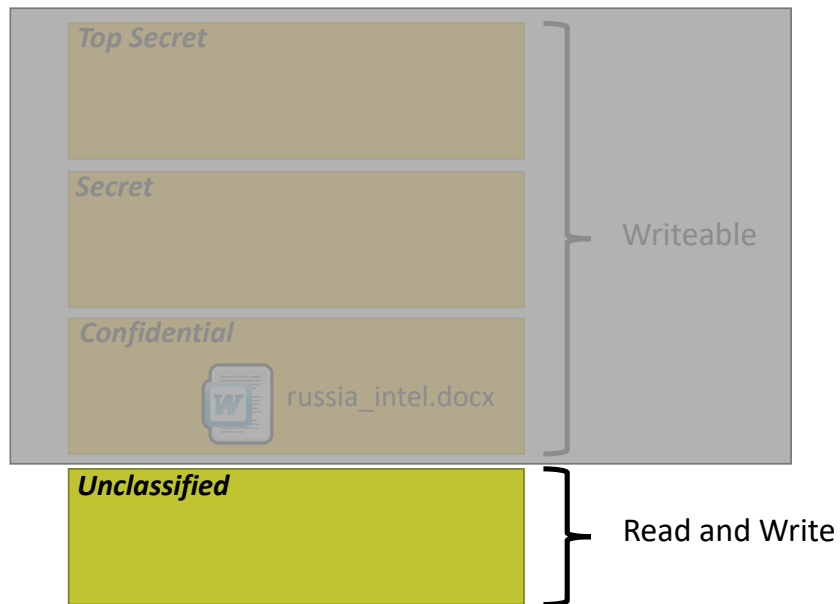 Top Secret
Secret
Writeable
Confidential
W
russia_intel.docx
Unclassified
Read and Write